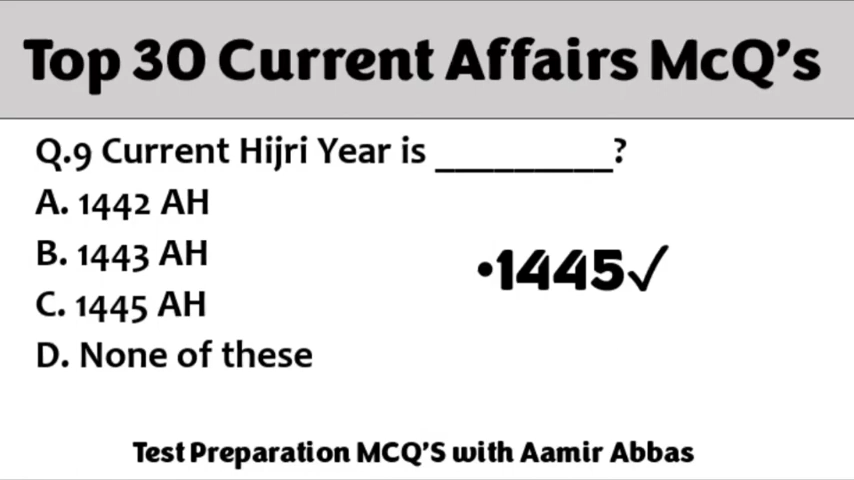 Top 30 Current Affairs McQ's
Q.9 Current Hijri Year is _________?
A. 1442 AH
B. 1443 AH
•1445✓
C. 1445 AH
D. None of these
Test Preparation MCQ'S with Aamir Abbas